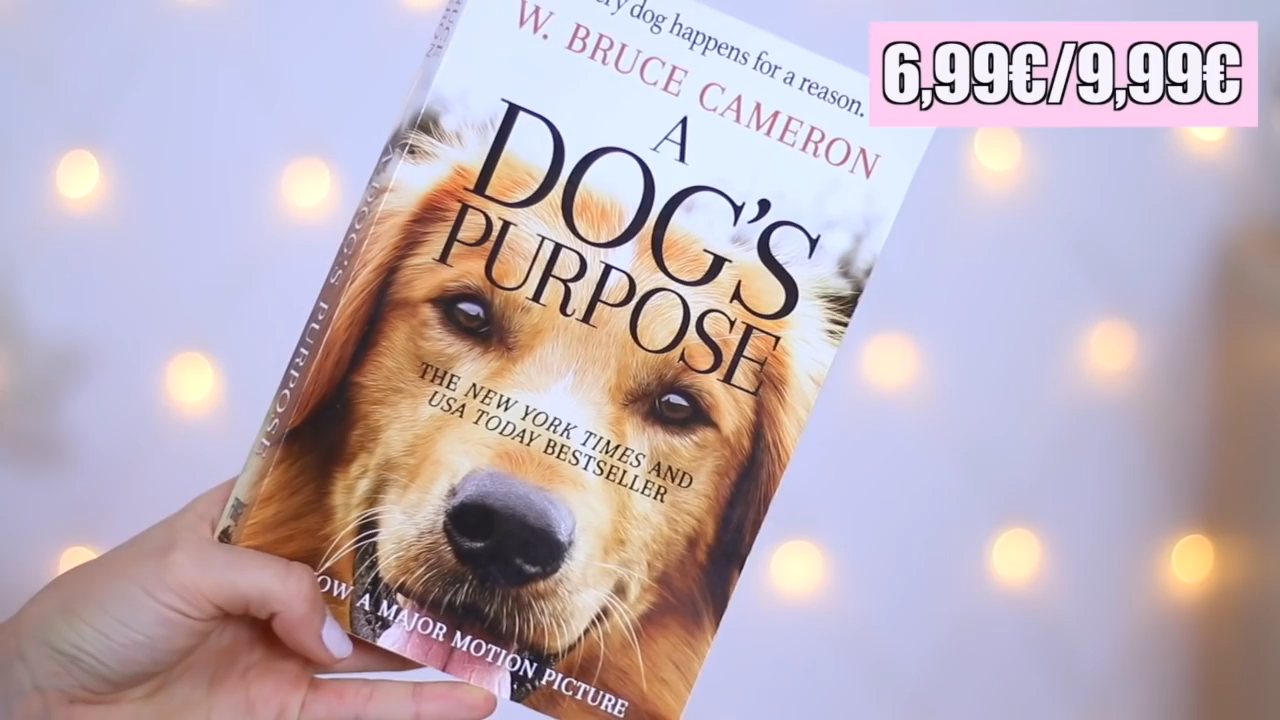 dog happens for a reason.
W. BRUCE CAMERON
A
DOG'S
PURPOSE
THE NEW YORK TIMES AND
USA TODAY BESTSELLER
A MAJOR MOTION PICTURE
A DOG'S PURPOSE
6,99€/9,99€